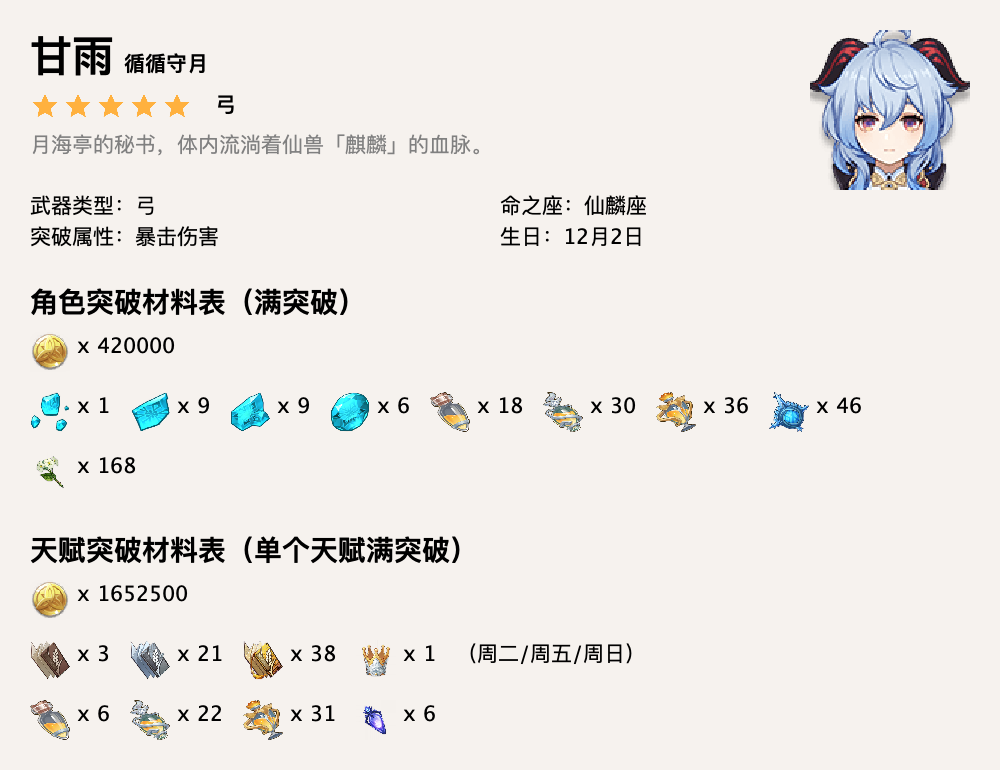 甘雨 循循守月
弓
月海亭的秘书，体内流淌着仙兽「麒麟」的血脉。
武器类型：弓
命之座：仙麟座
突破属性：暴击伤害
生日：12月2日
角色突破材料表（满突破）
x 420000
x 1 x 9 x 9 x 6 x 18 x 30 x 36 x 46
x 168
天赋突破材料表（单个天赋满突破）
x 1652500
x 3 x 21 x 38 x 1 （周二/周五/周日）
x 6 x 22 x 31 x 6